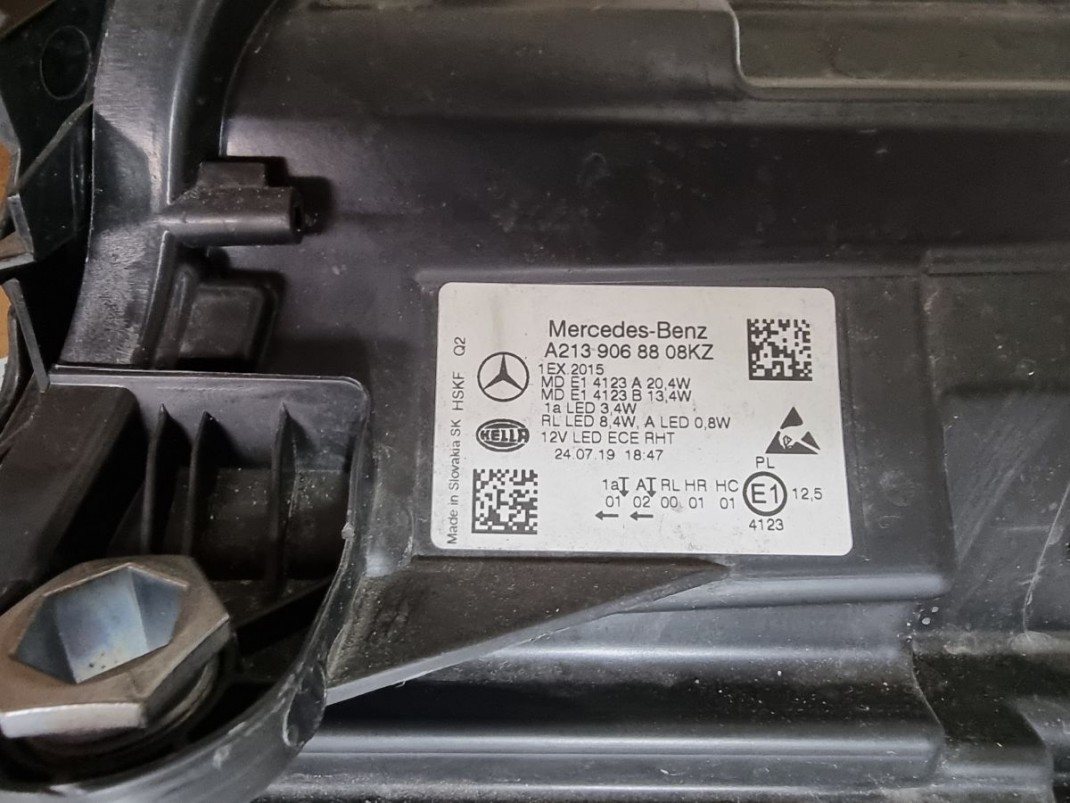 Mercedes-Benz
A213 906 88 08KZ
1EX 2015
MD E1 4123 A 20,4W
MD E1 4123 B 13,4W
1a LED 3,4W
RL LED 8,4W, A LED 0,8W
12V LED ECE RHT
24.07.19 18:47
HELLA
Made in Slovakia SK HSKF Q2
1a A RL HR HC
01 02 00 01 01
PL
E1 12,5
4123